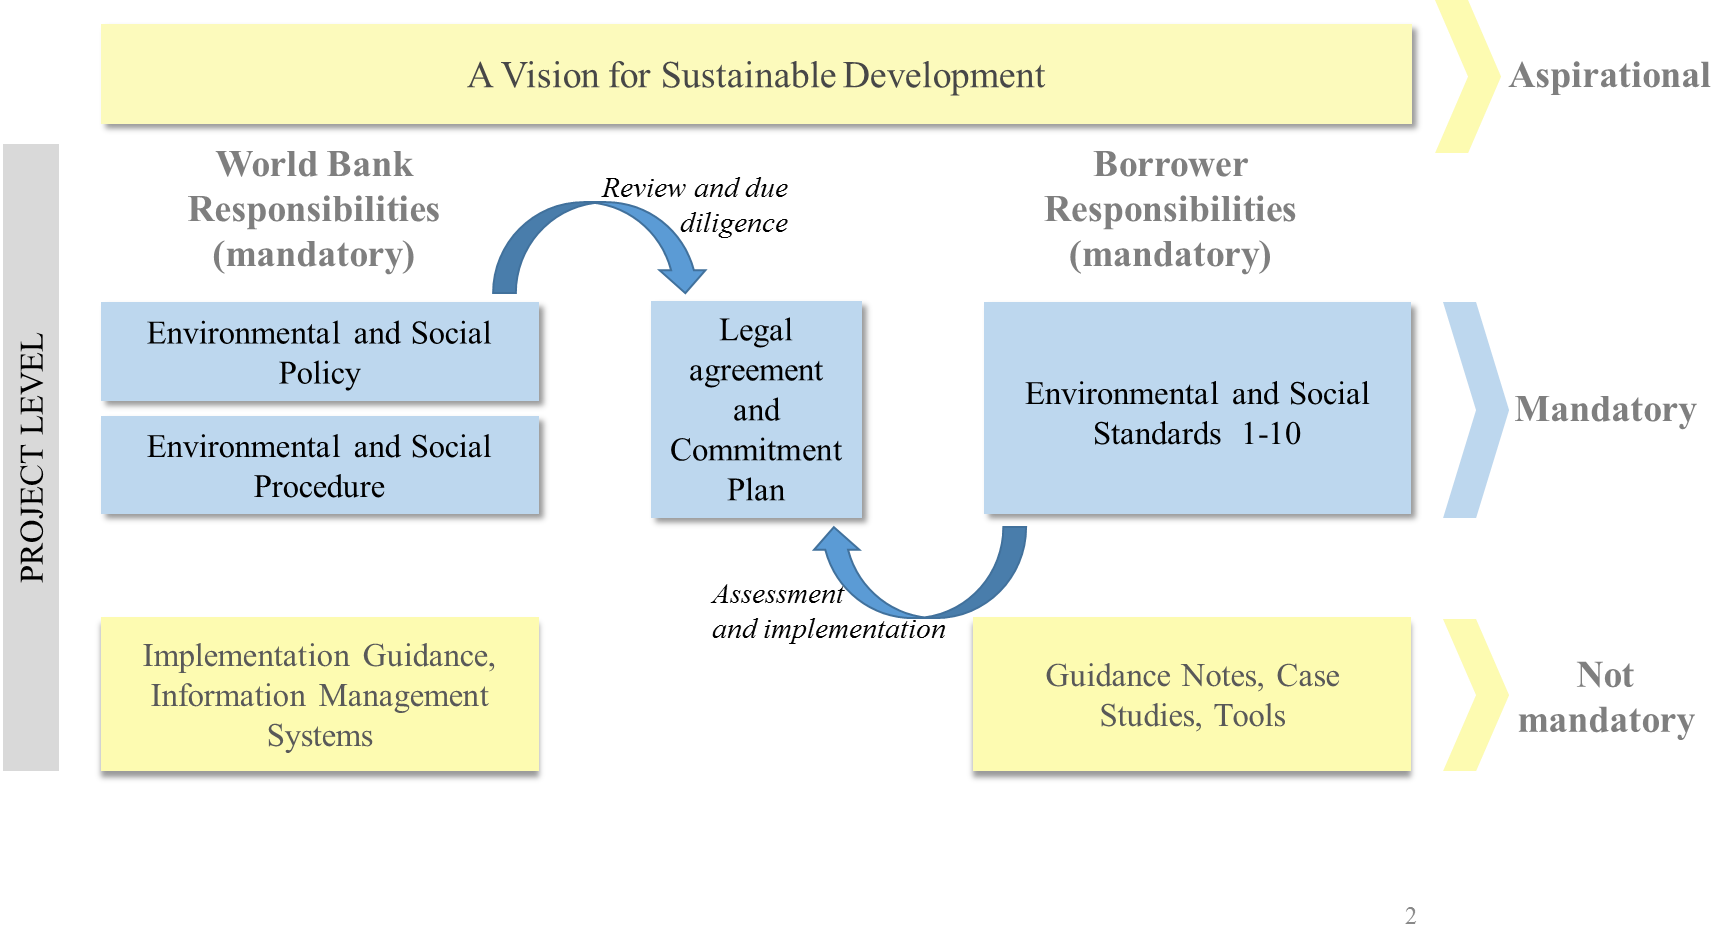 A Vision for Sustainable Development
Aspirational
PROJECT LEVEL
World Bank
Responsibilities
(mandatory)
Review and due
diligence
Borrower
Responsibilities
(mandatory)
Environmental and Social
Policy
Environmental and Social
Procedure
Legal
agreement
and
Commitment
Plan
Environmental and Social
Standards 1-10
Mandatory
Assessment
and implementation
Implementation Guidance,
Information Management
Systems
Guidance Notes, Case
Studies, Tools
Not
mandatory
2